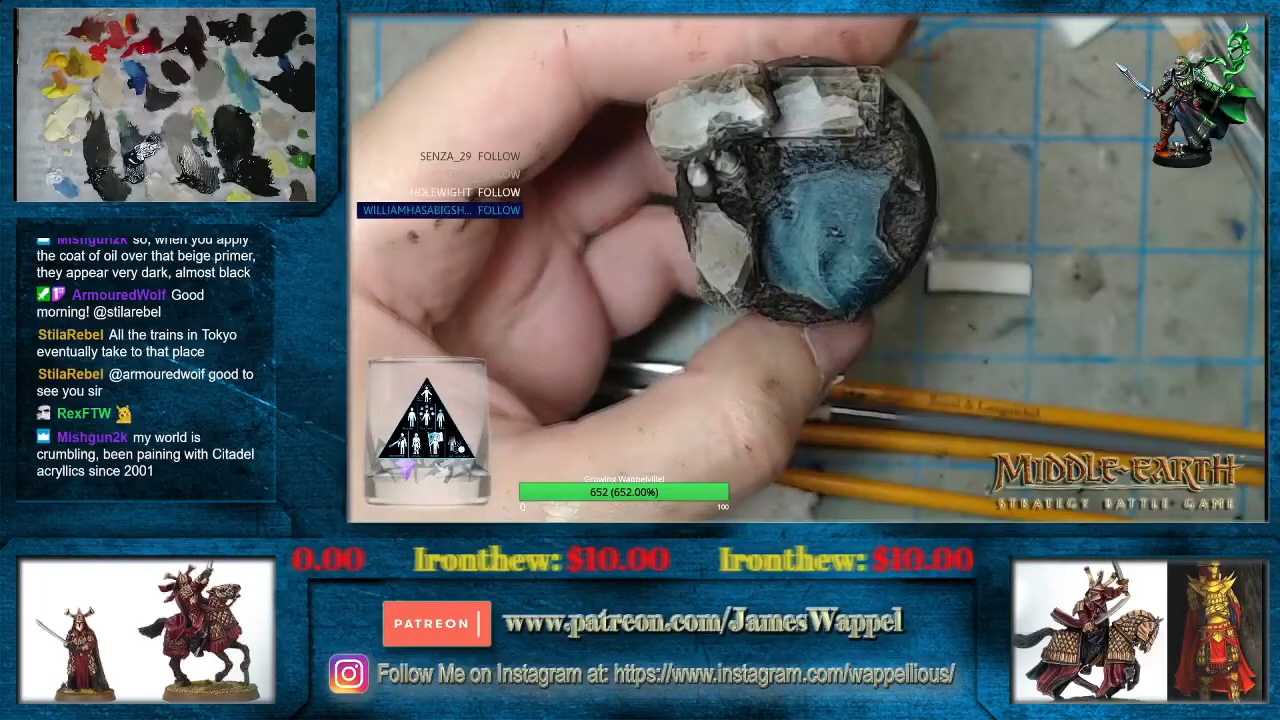 Mishgun2k so, when you apply
the coat of oil over that beige primer,
they appear very dark, almost
black
ArmouredWolf Good
morning! @stilarebel
StilaRebel All the trains in Tokyo
eventually take to that place
StilaRebel @armouredwolf good to
see you sir
RexFTW
Mishgun2k my world is
crumbling, been paining with Citadel
acryllics since 2001
SENZA_29 FOLLOW
FOLLOW
WILLIAMHASABIGSH... FOLLOW
Growing Wappelville!
652 (652.00%)
0 100
MIDDLE-EARTH
STRATEGY BATTLE GAME
0.00 Ironthew: $10.00 Ironthew: $10.00
PATREON www.patreon.com/JamesWappel
Follow Me on Instagram at: https://www.instagram.com/wappellious/